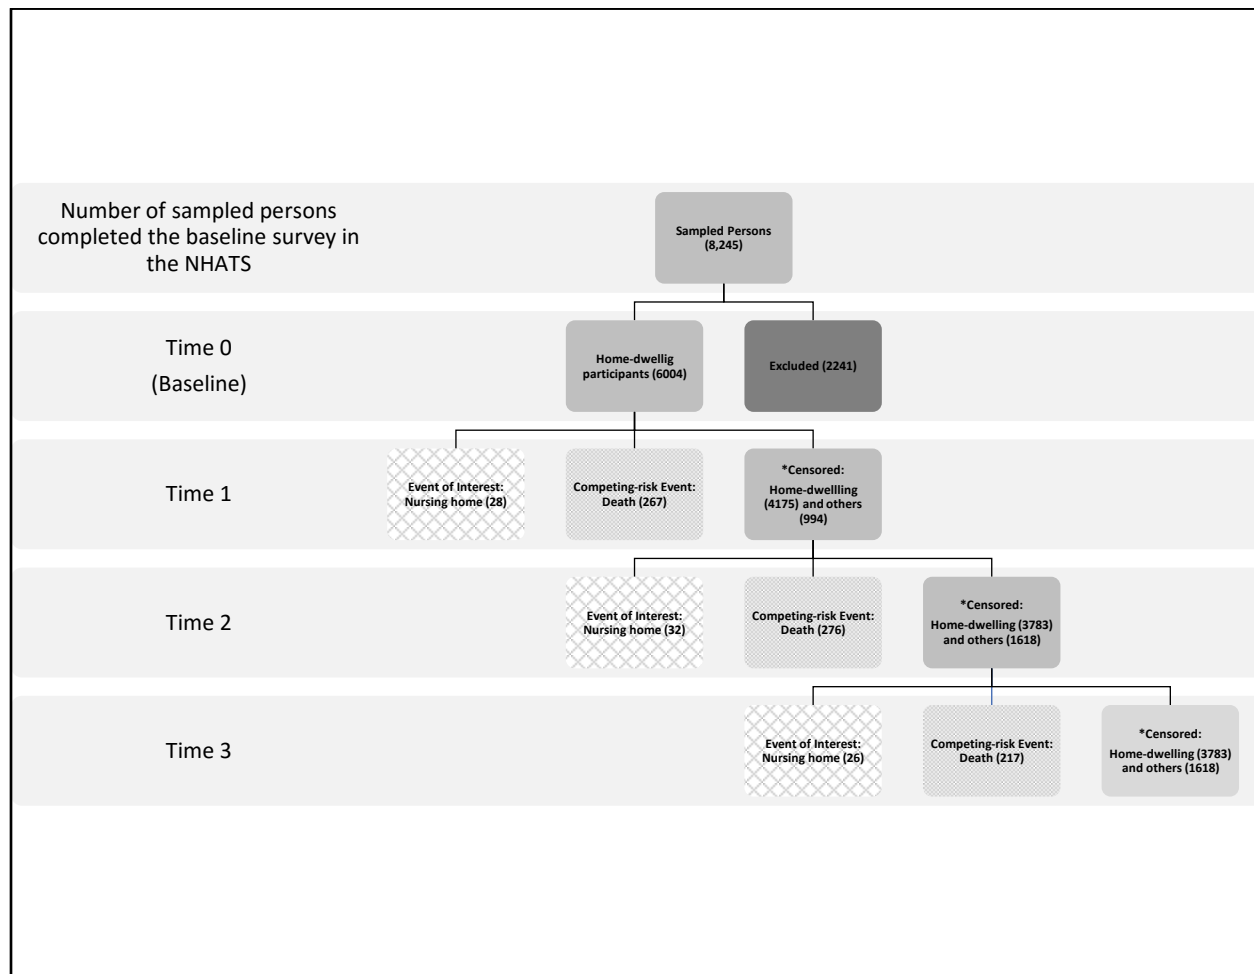 Number of sampled persons
completed the baseline survey in
the NHATS
Sampled Persons
(8,245)
Time 0
(Baseline)
Home-dwellig
participants (6004)
Excluded (2241)
Time 1
Event of Interest:
Nursing home (28)
Competing-risk Event:
Death (267)
*Censored:
Home-dwellling
(4175) and others
(994)
Time 2
Event of Interest:
Nursing home (32)
Competing-risk Event:
Death (276)
*Censored:
Home-dwelling (3783)
and others (1618)
Time 3
Event of Interest:
Nursing home (26)
Competing-risk Event:
Death (217)
*Censored:
Home-dwelling (3783)
and others (1618)